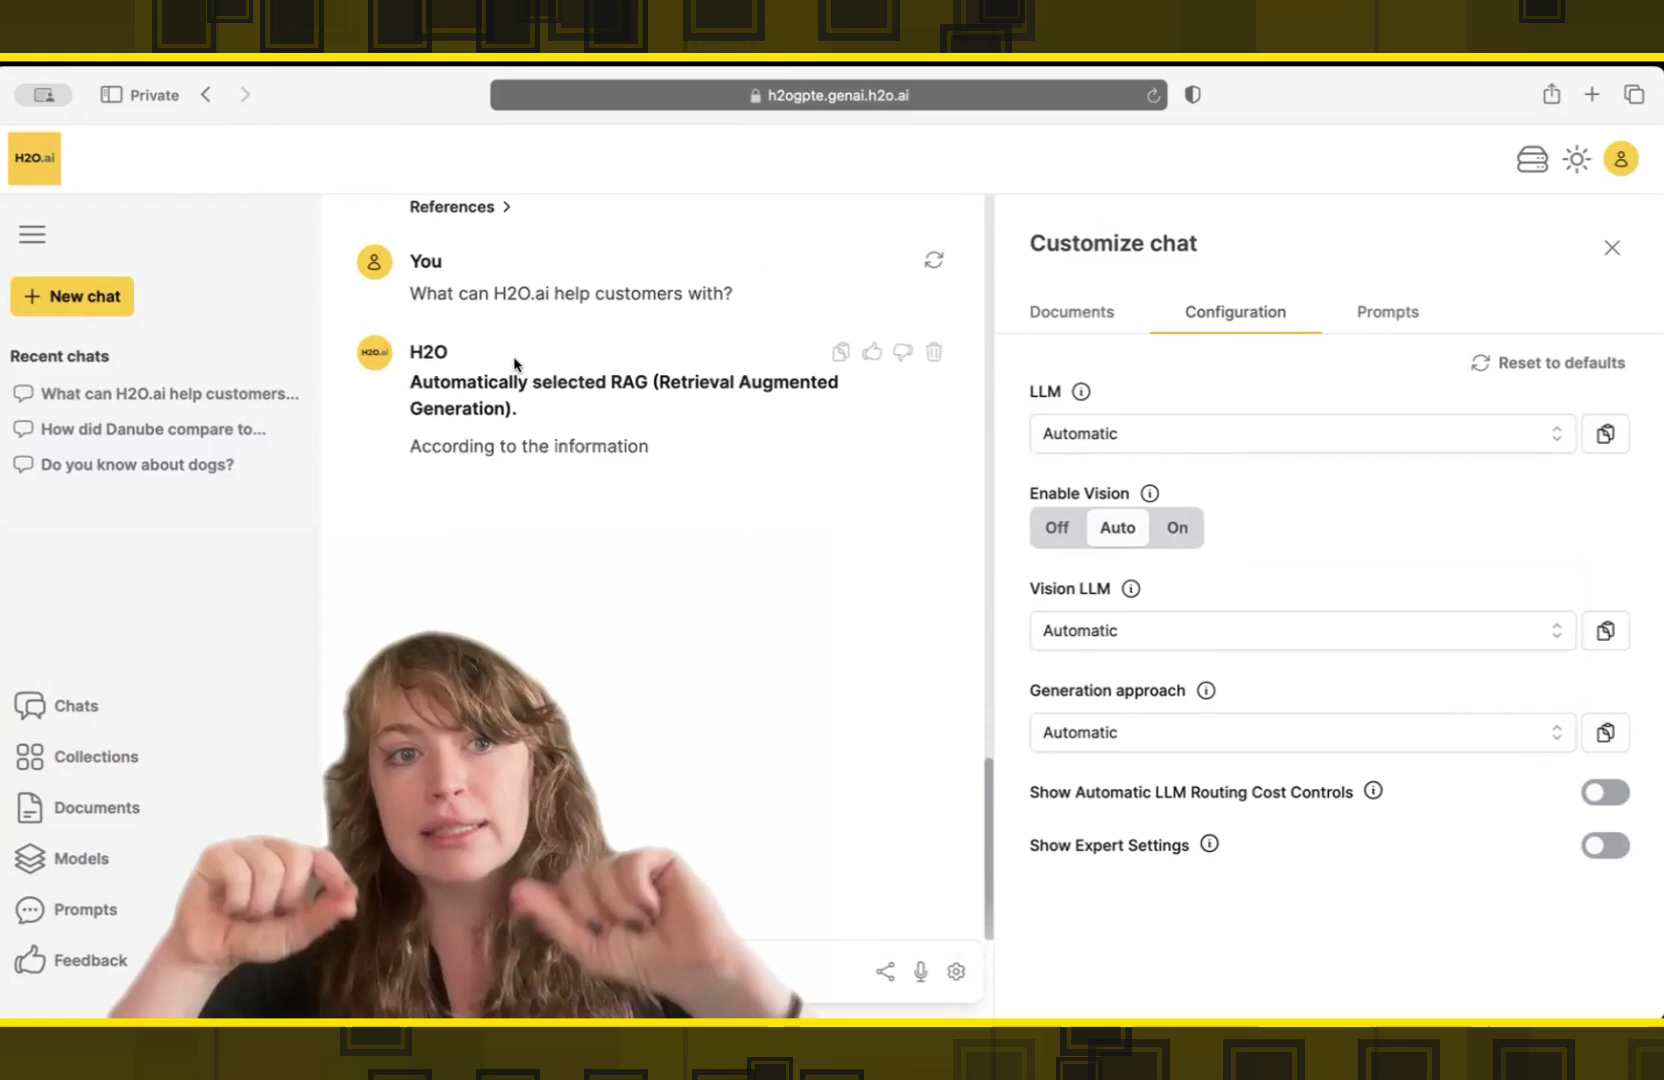 Private
h2ogpte.genai.h2o.ai
H2O.ai
New chat
Recent chats
What can H2O.ai help customers...
How did Danube compare to...
Do you know about dogs?
Chats
Collections
Documents
Models
Prompts
Feedback
References
You
What can H2O.ai help customers with?
H2O.ai
H2O
Automatically selected RAG (Retrieval Augmented
Generation).
According to the information
Customize chat
Documents Configuration Prompts
Reset to defaults
LLM
Automatic
Enable Vision
Off Auto On
Vision LLM
Automatic
Generation approach
Automatic
Show Automatic LLM Routing Cost Controls
Show Expert Settings